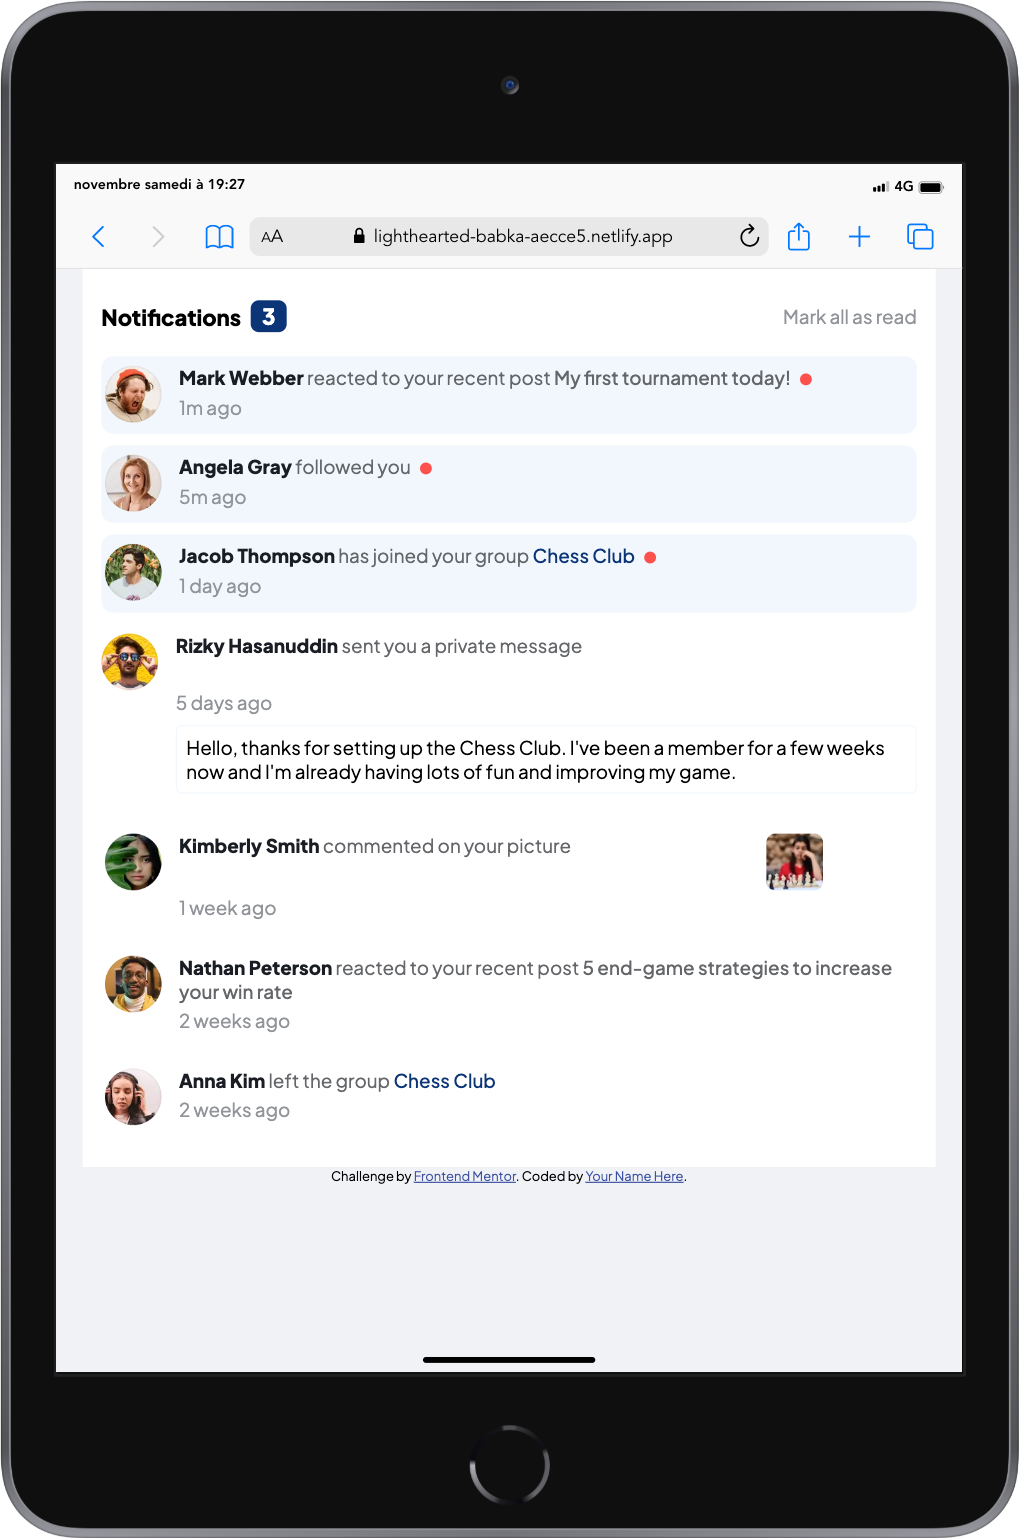 novembre samedi à 19:27
4G
AA
lighthearted-babka-aecce5.netlify.app
Notifications 3
Mark all as read
Mark Webber reacted to your recent post My first tournament today!
1m ago
Angela Gray followed you
5m ago
Jacob Thompson has joined your group Chess Club
1 day ago
Rizky Hasanuddin sent you a private message
5 days ago
Hello, thanks for setting up the Chess Club. I've been a member for a few weeks
now and I'm already having lots of fun and improving my game.
Kimberly Smith commented on your picture
1 week ago
Nathan Peterson reacted to your recent post 5 end-game strategies to increase
your win rate
2 weeks ago
Anna Kim left the group Chess Club
2 weeks ago
Challenge by Frontend Mentor. Coded by Your Name Here.